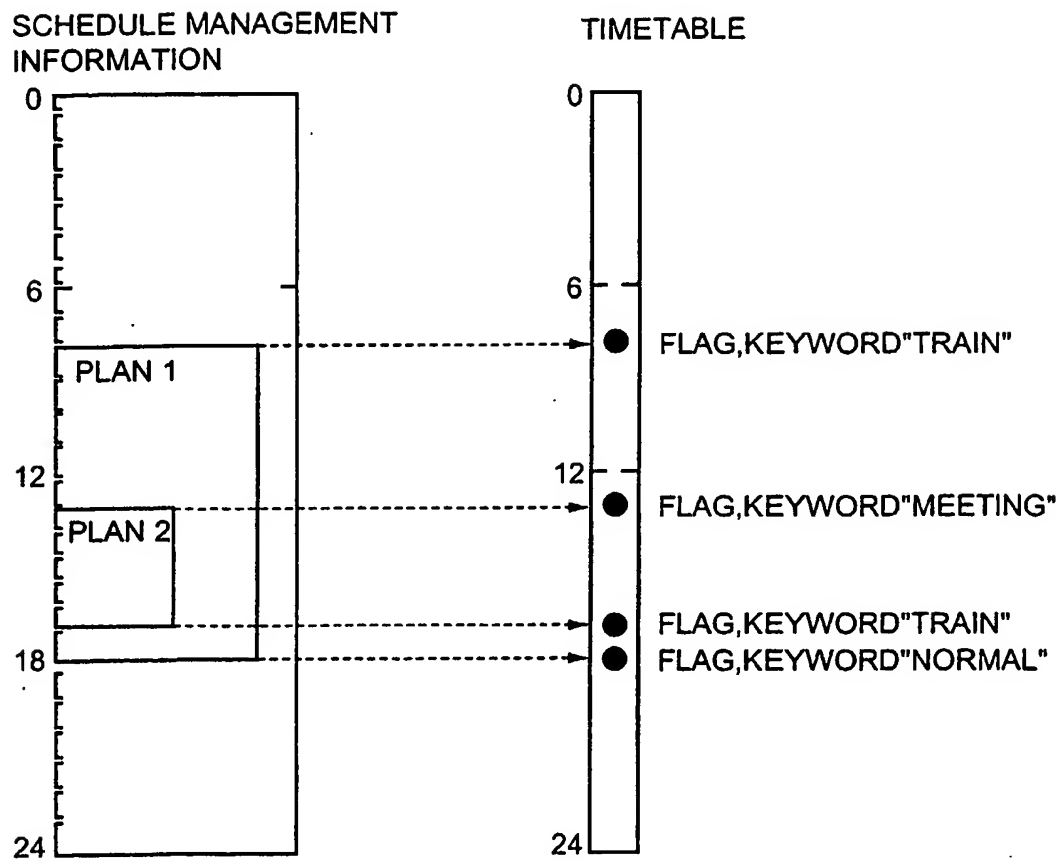 SCHEDULE MANAGEMENT
INFORMATION
0
6
PLAN 1
12
PLAN 2
18
24
TIMETABLE
0
6
FLAG,KEYWORD"TRAIN"
12
FLAG,KEYWORD"MEETING"
FLAG,KEYWORD"TRAIN"
FLAG,KEYWORD"NORMAL"
24